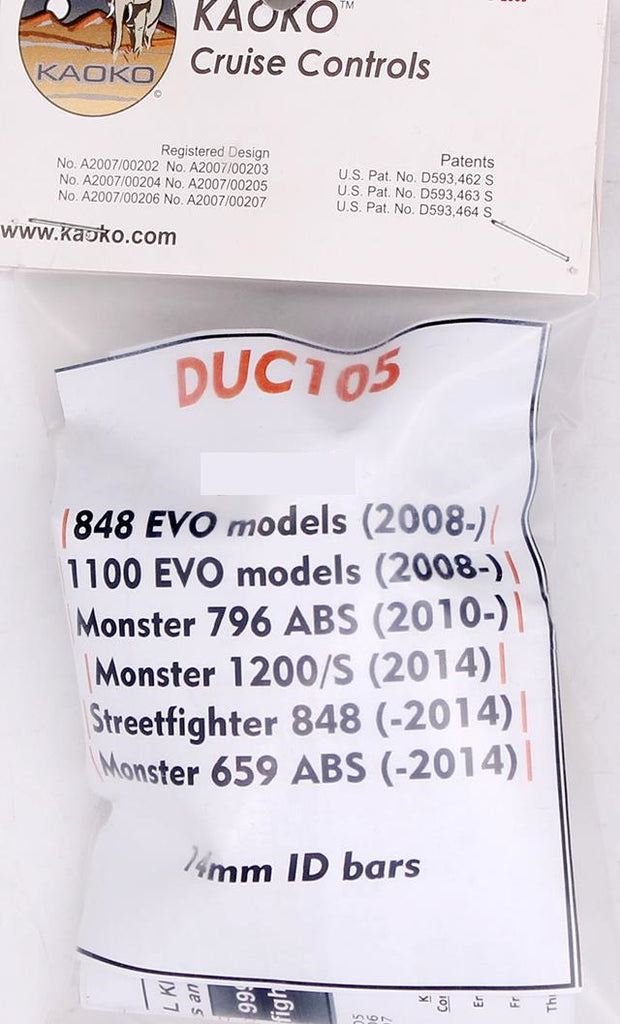 KAOKO™
Cruise Controls
KAOKO
©
Registered Design
No. A2007/00202 No. A2007/00203
No. A2007/00204 No. A2007/00205
No. A2007/00206 No. A2007/00207
Patents
U.S. Pat. No. D593,462 S
U.S. Pat. No. D593,463 S
U.S. Pat. No. D593,464 S
www.kaoko.com
DUC105
848 EVO models (2008-)
1100 EVO models (2008-)
Monster 796 ABS (2010-)
Monster 1200/S (2014)
Streetfighter 848 (-2014)
Monster 659 ABS (-2014)
14mm ID bars